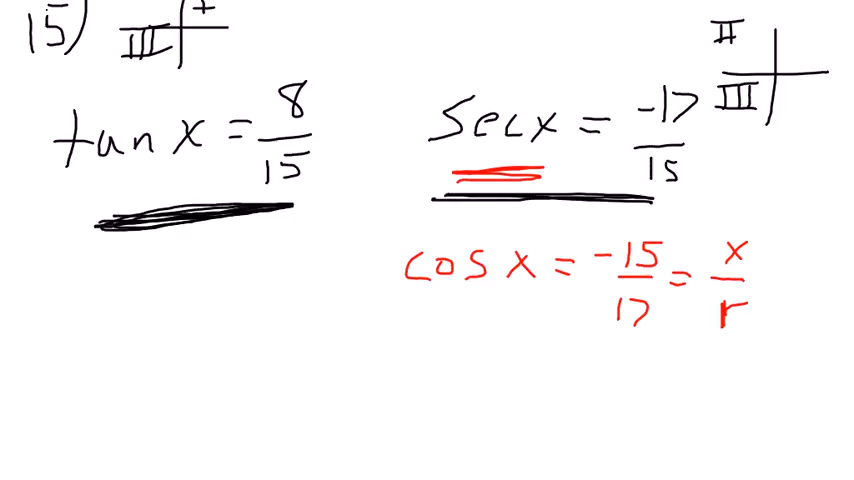 15) III +
II
III
tan x = 8/15
sec x = -17/15
cos x = -15/17 = x/r